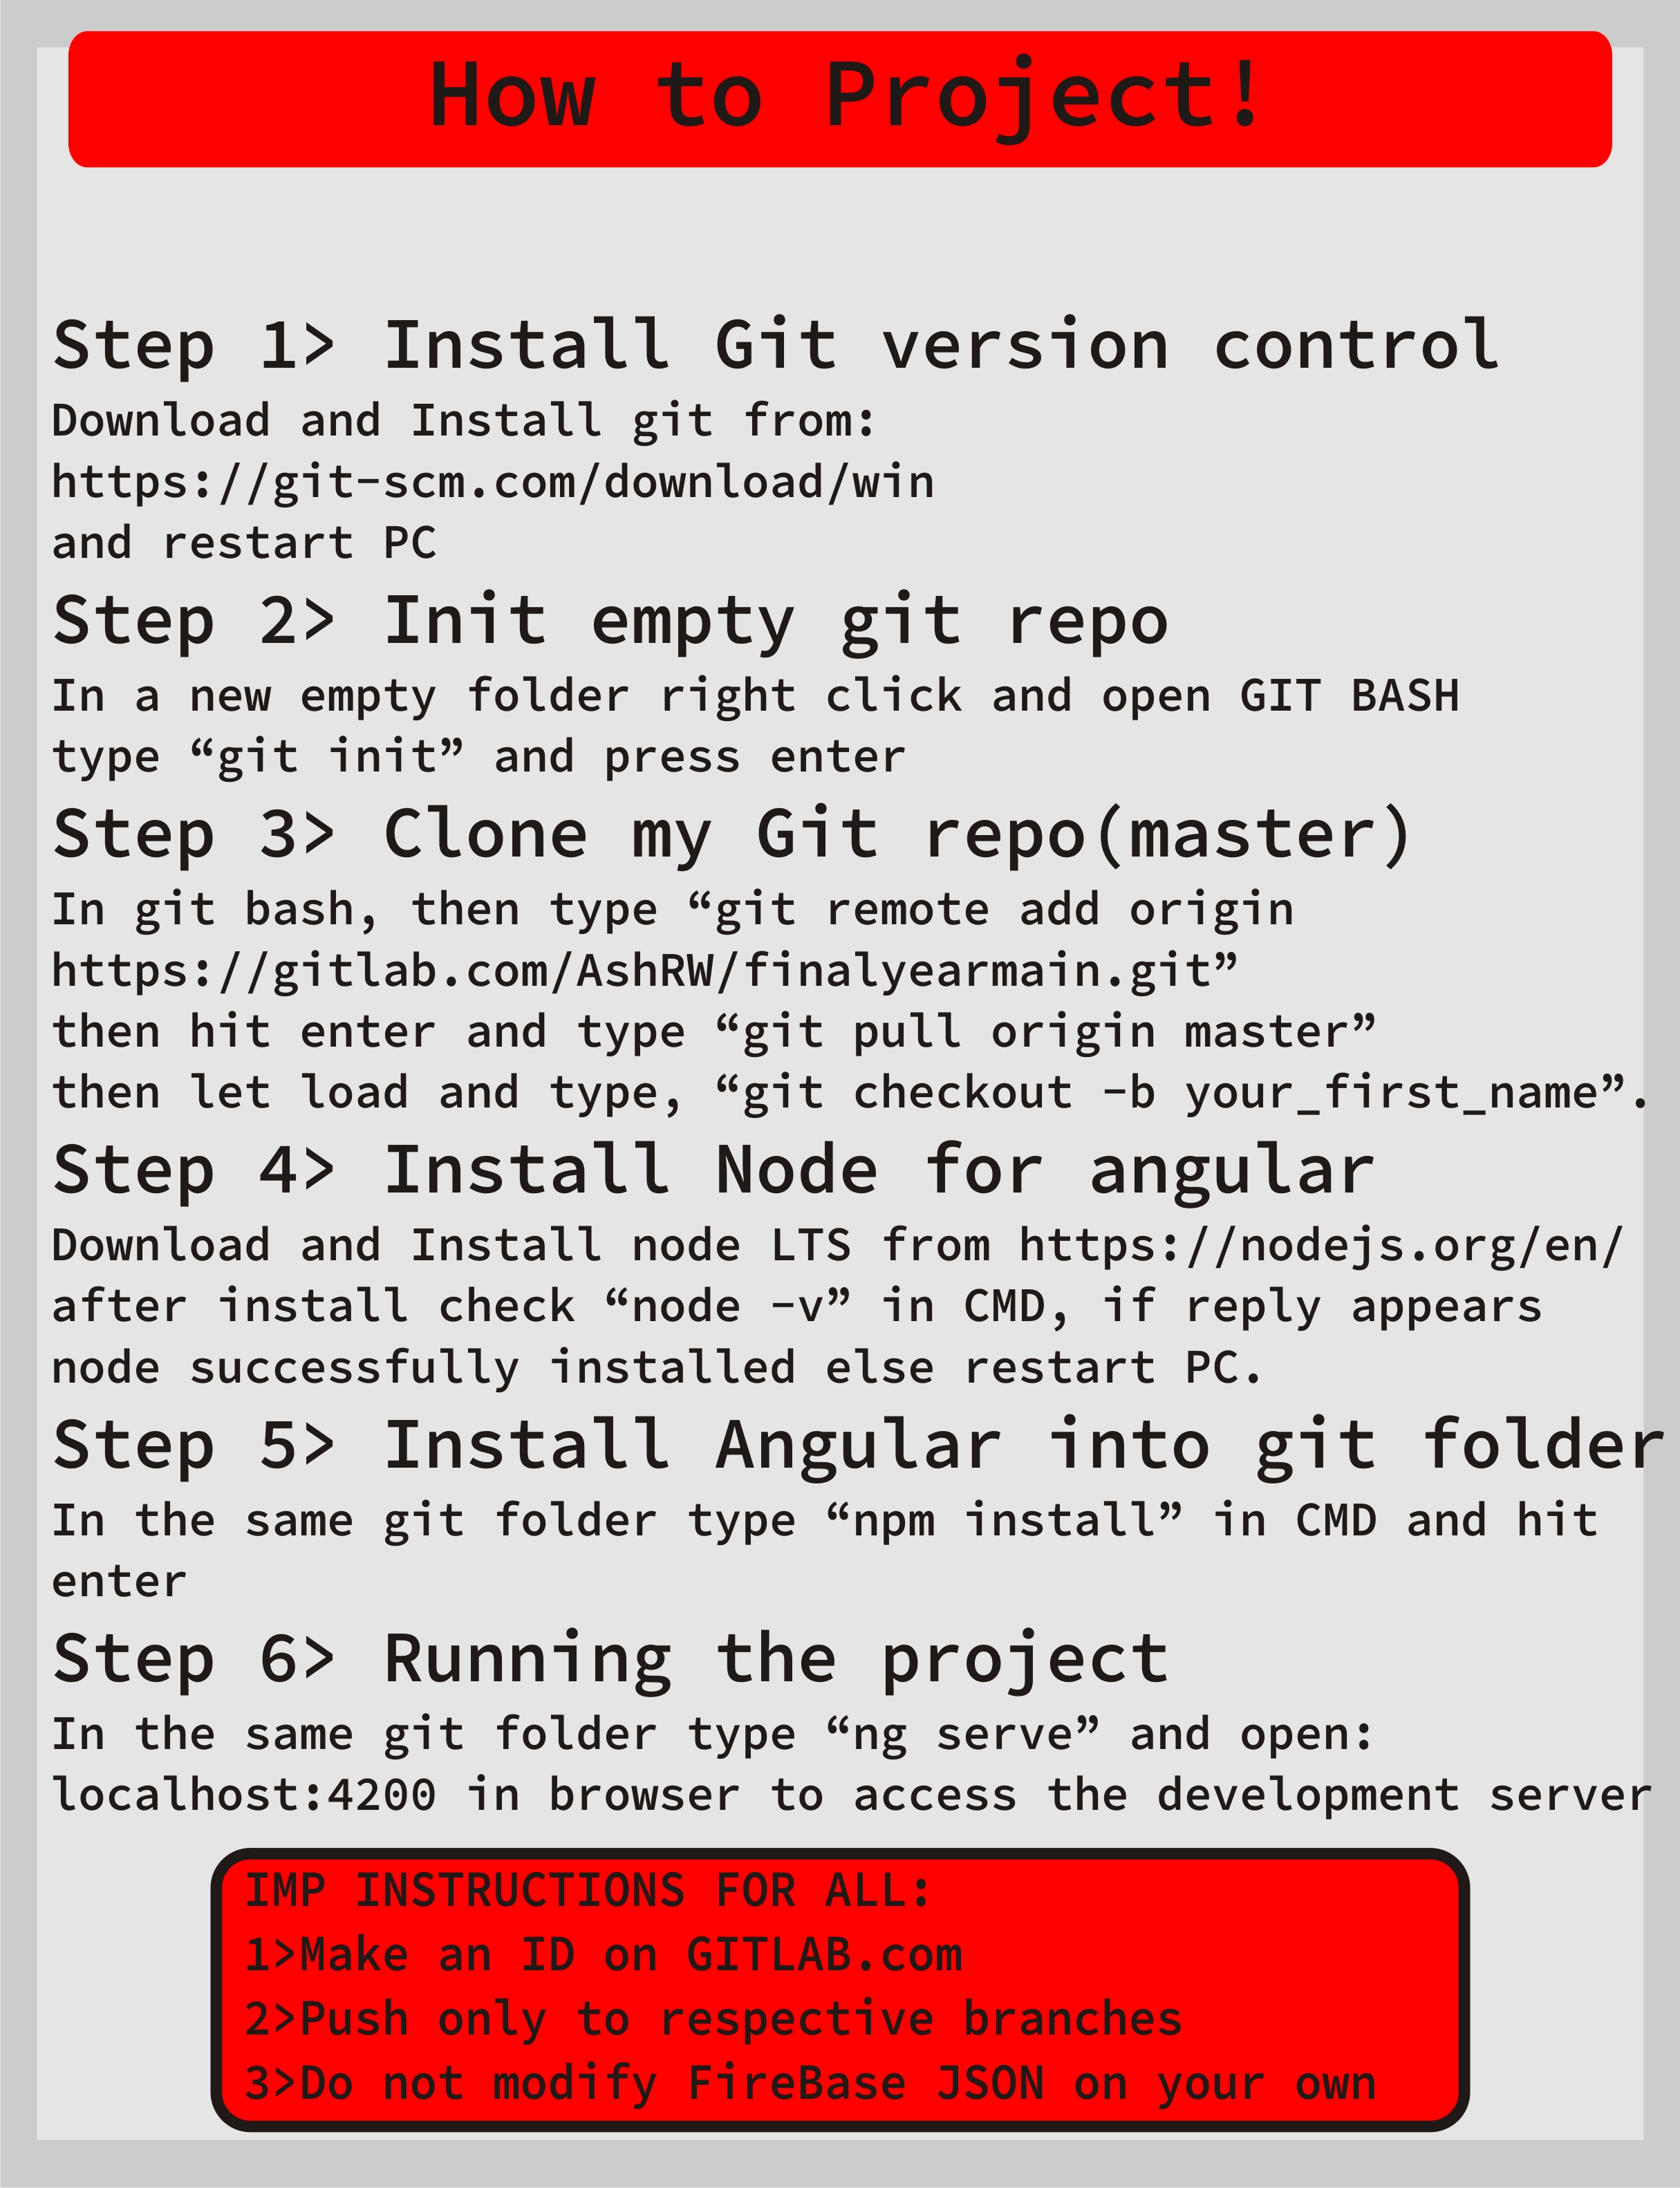 How to Project!
Step 1> Install Git version control
Download and Install git from:
https://git-scm.com/download/win
and restart PC
Step 2> Init empty git repo
In a new empty folder right click and open GIT BASH
type “git init” and press enter
Step 3> Clone my Git repo(master)
In git bash, then type “git remote add origin
https://gitlab.com/AshRW/finalyearmain.git”
then hit enter and type “git pull origin master”
then let load and type, “git checkout -b your_first_name”.
Step 4> Install Node for angular
Download and Install node LTS from https://nodejs.org/en/
after install check “node -v” in CMD, if reply appears
node successfully installed else restart PC.
Step 5> Install Angular into git folder
In the same git folder type “npm install” in CMD and hit
enter
Step 6> Running the project
In the same git folder type “ng serve” and open:
localhost:4200 in browser to access the development server
IMP INSTRUCTIONS FOR ALL:
1>Make an ID on GITLAB.com
2>Push only to respective branches
3>Do not modify FireBase JSON on your own